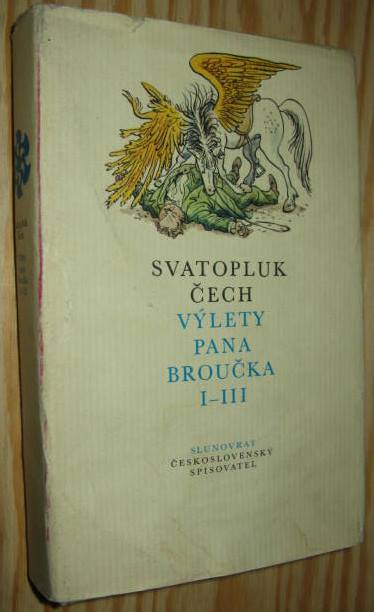 SVATOPLUK
ČECH
VÝLETY
PANA
BROUČKA
I–III
SLUNOVRAT
ČESKOSLOVENSKÝ
SPISOVATEL